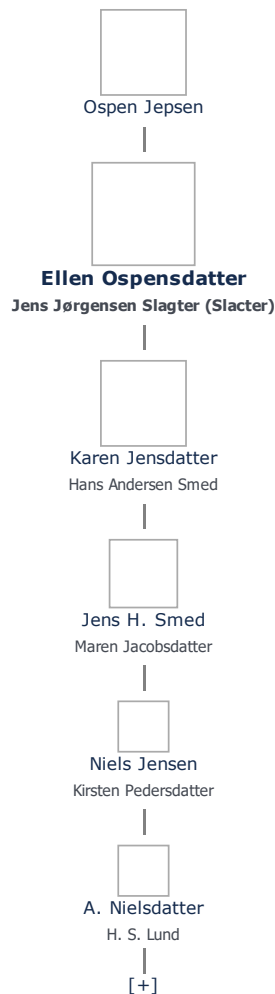 Ospen Jepsen
Ellen Ospensdatter
Jens Jørgensen Slagter (Slacter)
Karen Jensdatter
Hans Andersen Smed
Jens H. Smed
Maren Jacobsdatter
Niels Jensen
Kirsten Pedersdatter
A. Nielsdatter
H. S. Lund
[+]